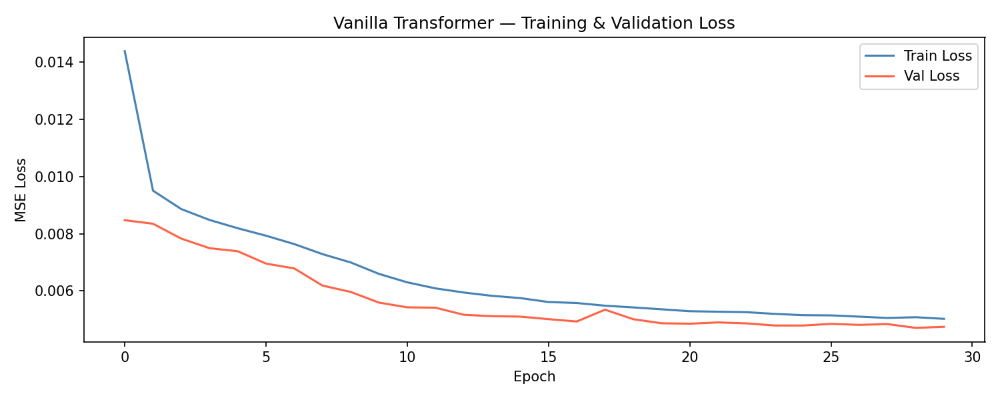 Vanilla Transformer — Training & Validation Loss
Train Loss
Val Loss
0.014
0.012
0.010
0.008
0.006
MSE Loss
0
5
10
15
20
25
30
Epoch